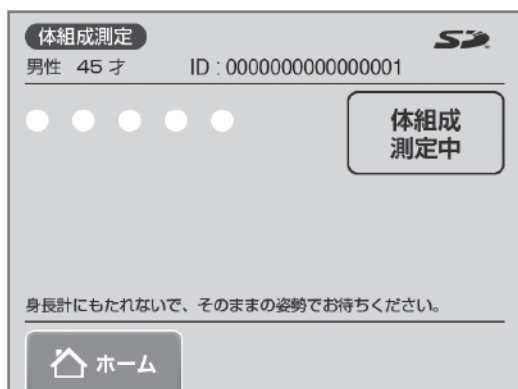 体組成測定
SD
男性 45才 ID : 0000000000000001
体組成
測定中
身長計にもたれないで、そのままの姿勢でお待ちください。
ホーム